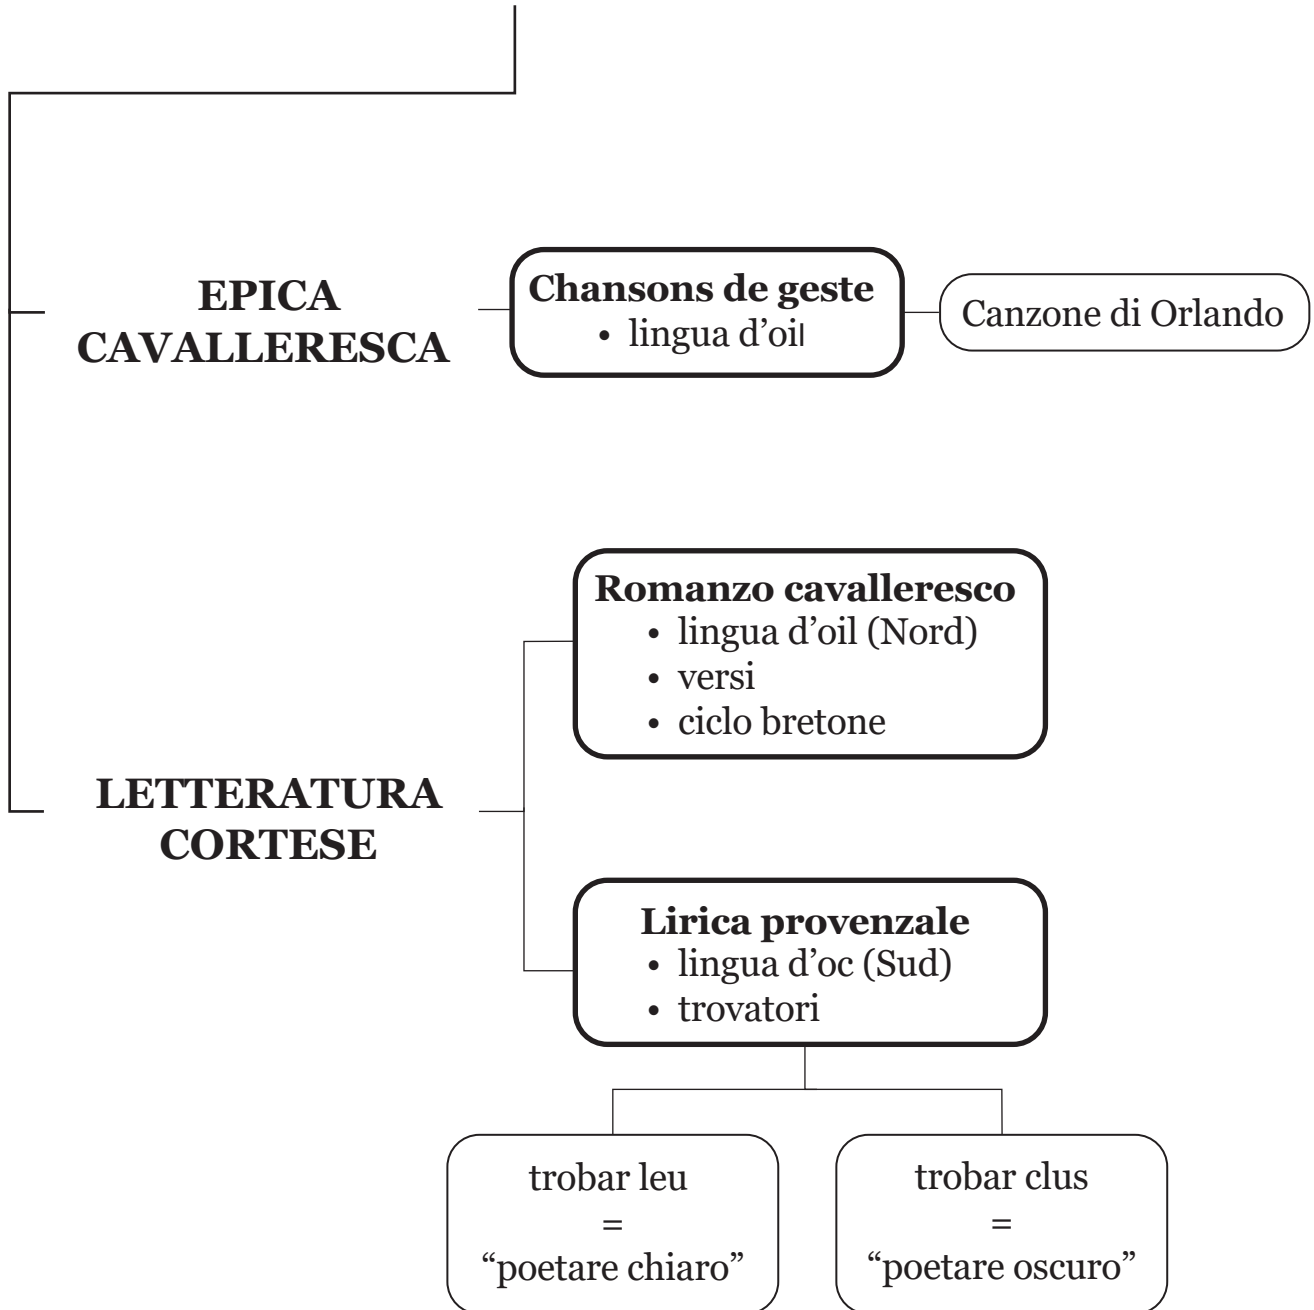 EPICA
CAVALLERESCA
Chansons de geste
• lingua d’oil
Canzone di Orlando
LETTERATURA
CORTESE
Romanzo cavalleresco
• lingua d’oil (Nord)
• versi
• ciclo bretone
Lirica provenzale
• lingua d’oc (Sud)
• trovatori
trobar leu
=
“poetare chiaro”
trobar clus
=
“poetare oscuro”